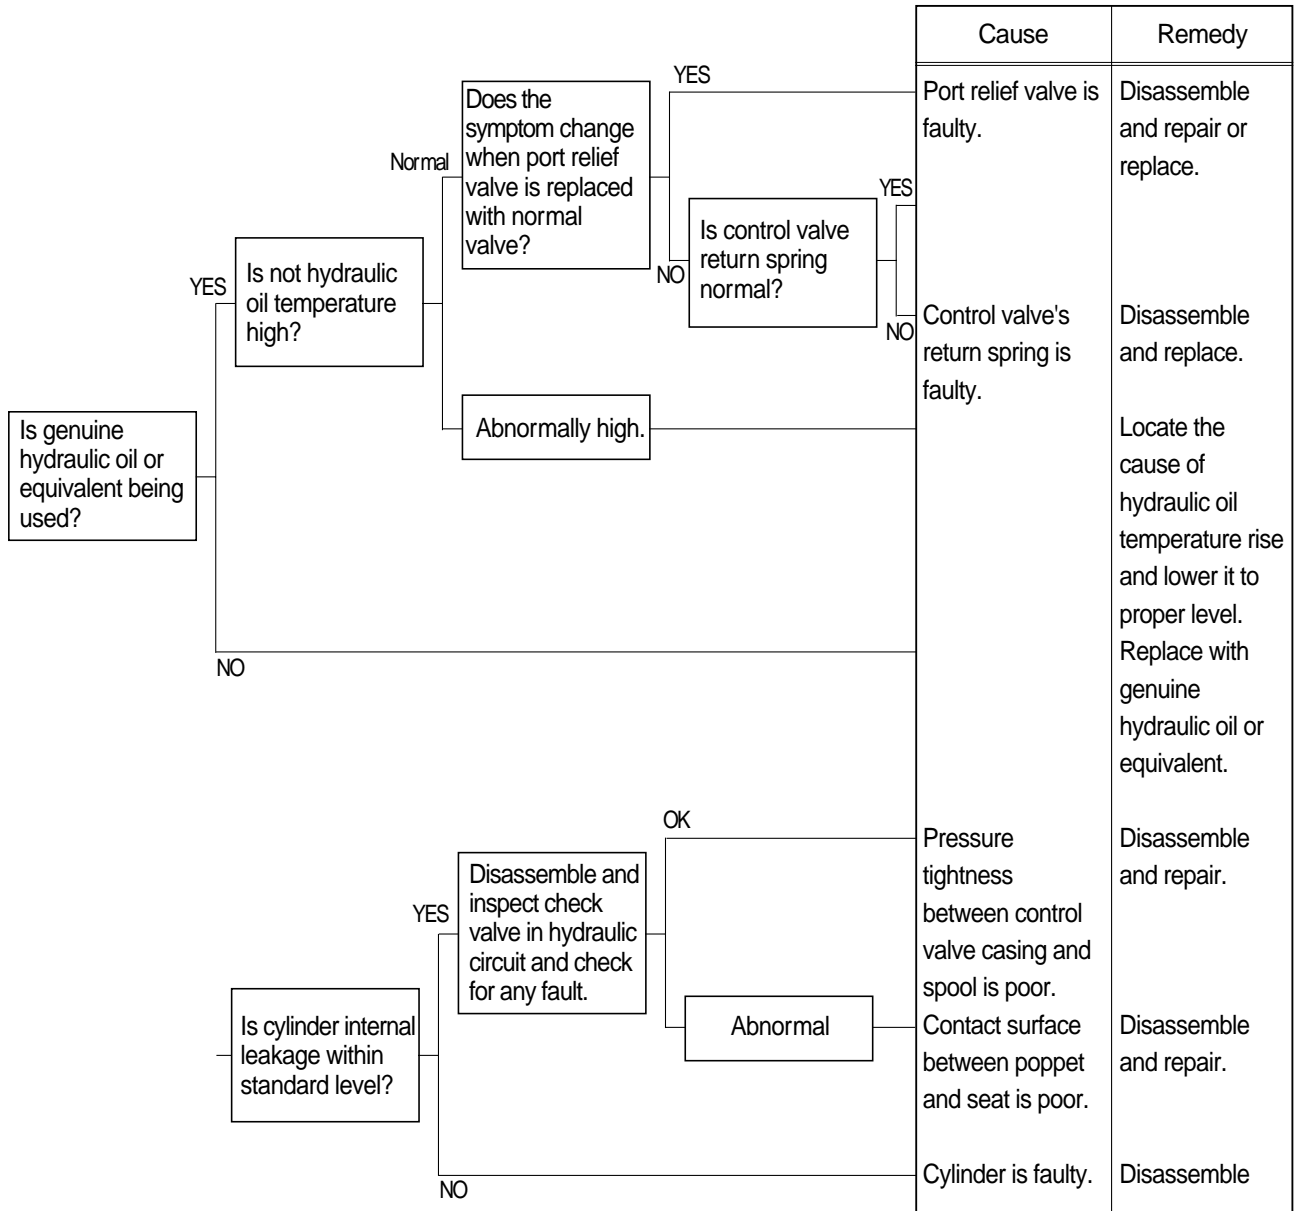 Cause
Remedy
YES
Does the
symptom change
when port relief
valve is replaced
with normal
valve?
Port relief valve is
faulty.
Disassemble
and repair or
replace.
Normal
YES
Is control valve
return spring
normal?
NO
YES
Is not hydraulic
oil temperature
high?
NO
Control valve's
return spring is
faulty.
Disassemble
and replace.
Abnormally high.
Is genuine
hydraulic oil or
equivalent being
used?
Locate the
cause of
hydraulic oil
temperature rise
and lower it to
proper level.
NO
Replace with
genuine
hydraulic oil or
equivalent.
OK
Pressure
tightness
between control
valve casing and
spool is poor.
Disassemble
and repair.
YES
Disassemble and
inspect check
valve in hydraulic
circuit and check
for any fault.
Is cylinder internal
leakage within
standard level?
Abnormal
Contact surface
between poppet
and seat is poor.
Disassemble
and repair.
NO
Cylinder is faulty.
Disassemble